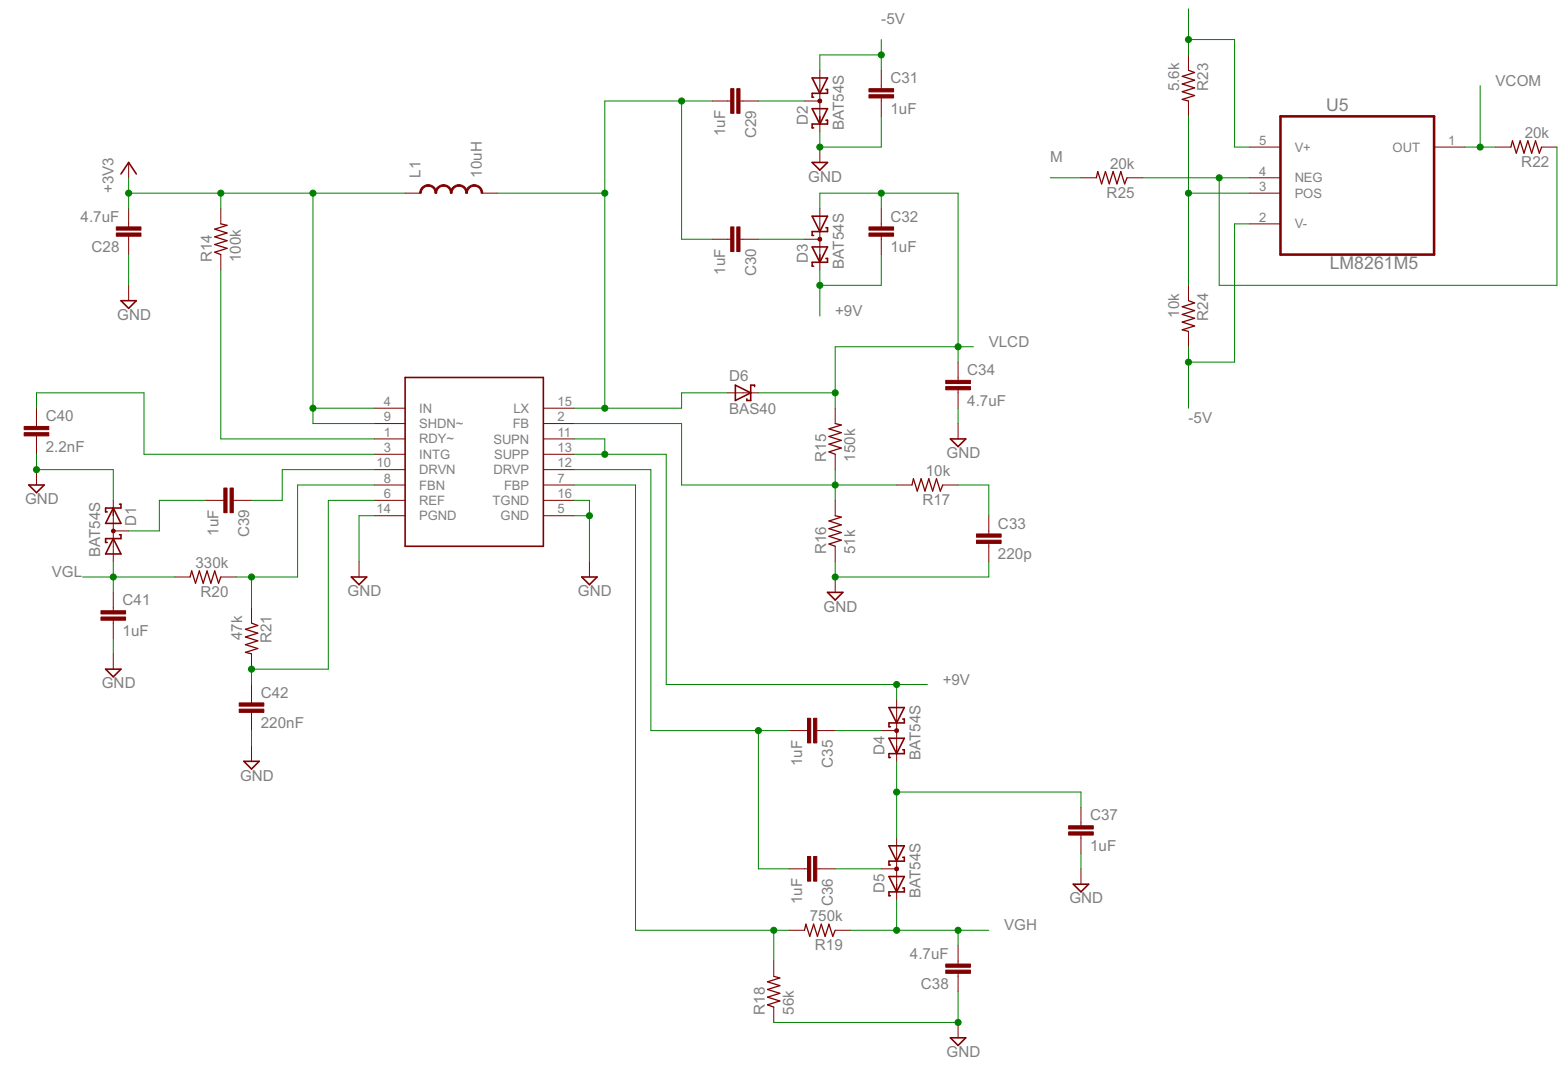 -5V
C31
1uF
BAT54S
D2
1uF
C29
GND
+3V3
L1
10uH
4.7uF
C28
GND
R14
100k
C32
1uF
BAT54S
D3
1uF
C30
+9V
5.6k
R23
U5
VCOM
5
V+
OUT
1
20k
R22
M
20k
R25
4
NEG
3
POS
2
V-
LM8261M5
10k
R24
-5V
VLCD
D6
BAS40
C34
4.7uF
GND
C40
2.2nF
GND
4
IN
LX
15
9
SHDN~
FB
2
1
RDY~
SUPN
11
3
INTG
SUPP
13
10
DRVN
DRVP
12
8
FBN
FBP
7
6
REF
TGND
16
14
PGND
GND
5
GND
GND
R15
150k
10k
R17
R16
51k
C33
220p
GND
BAT54S
D1
1uF
C39
VGL
330k
R20
C41
1uF
GND
47k
R21
C42
220nF
GND
+9V
BAT54S
D4
1uF
C35
C37
1uF
GND
BAT54S
D5
1uF
C36
750k
R19
VGH
4.7uF
C38
R18
56k
GND